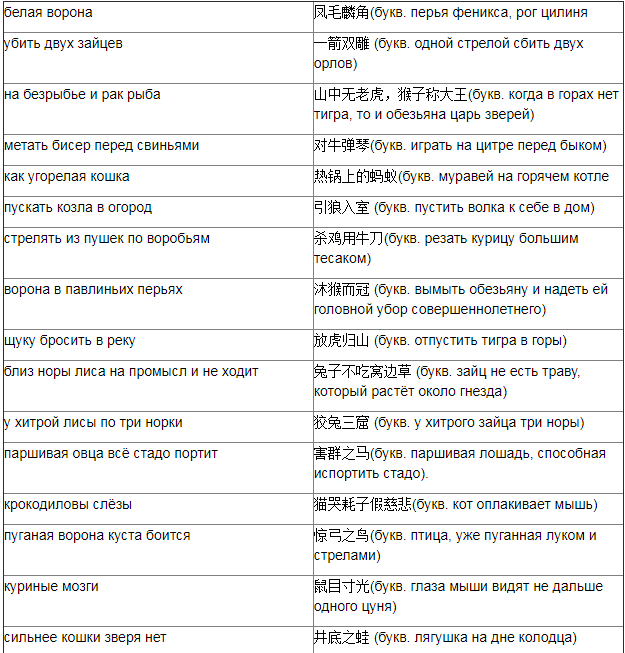 белая ворона
凤毛麟角(букв. перья феникса, рог цилиня
убить двух зайцев
一箭双雕 (букв. одной стрелой сбить двух
орлов)
на безрыбье и рак рыба
山中无老虎，猴子称大王(букв. когда в горах нет
тигра, то и обезьяна царь зверей)
метать бисер перед свиньями
对牛弹琴(букв. играть на цитре перед быком)
как угорелая кошка
热锅上的蚂蚁(букв. муравей на горячем котле
пускать козла в огород
引狼入室 (букв. пустить волка к себе в дом)
стрелять из пушек по воробьям
杀鸡用牛刀(букв. резать курицу большим
тесаком)
ворона в павлиньих перьях
沐猴而冠 (букв. вымыть обезьяну и надеть ей
головной убор совершеннолетнего)
щуку бросить в реку
放虎归山 (букв. отпустить тигра в горы)
близ норы лиса на промысл и не ходит
兔子不吃窝边草 (букв. зайц не есть траву,
который растёт около гнезда)
у хитрой лисы по три норки
狡兔三窟 (букв. у хитрого зайца три норы)
паршивая овца всё стадо портит
害群之马(букв. паршивая лошадь, способная
испортить стадо).
крокодиловы слёзы
猫哭耗子假慈悲(букв. кот оплакивает мышь)
пуганая ворона куста боится
惊弓之鸟(букв. птица, уже пуганная луком и
стрелами)
куриные мозги
鼠目寸光(букв. глаза мыши видят не дальше
одного цуня)
сильнее кошки зверя нет
井底之蛙 (букв. лягушка на дне колодца)